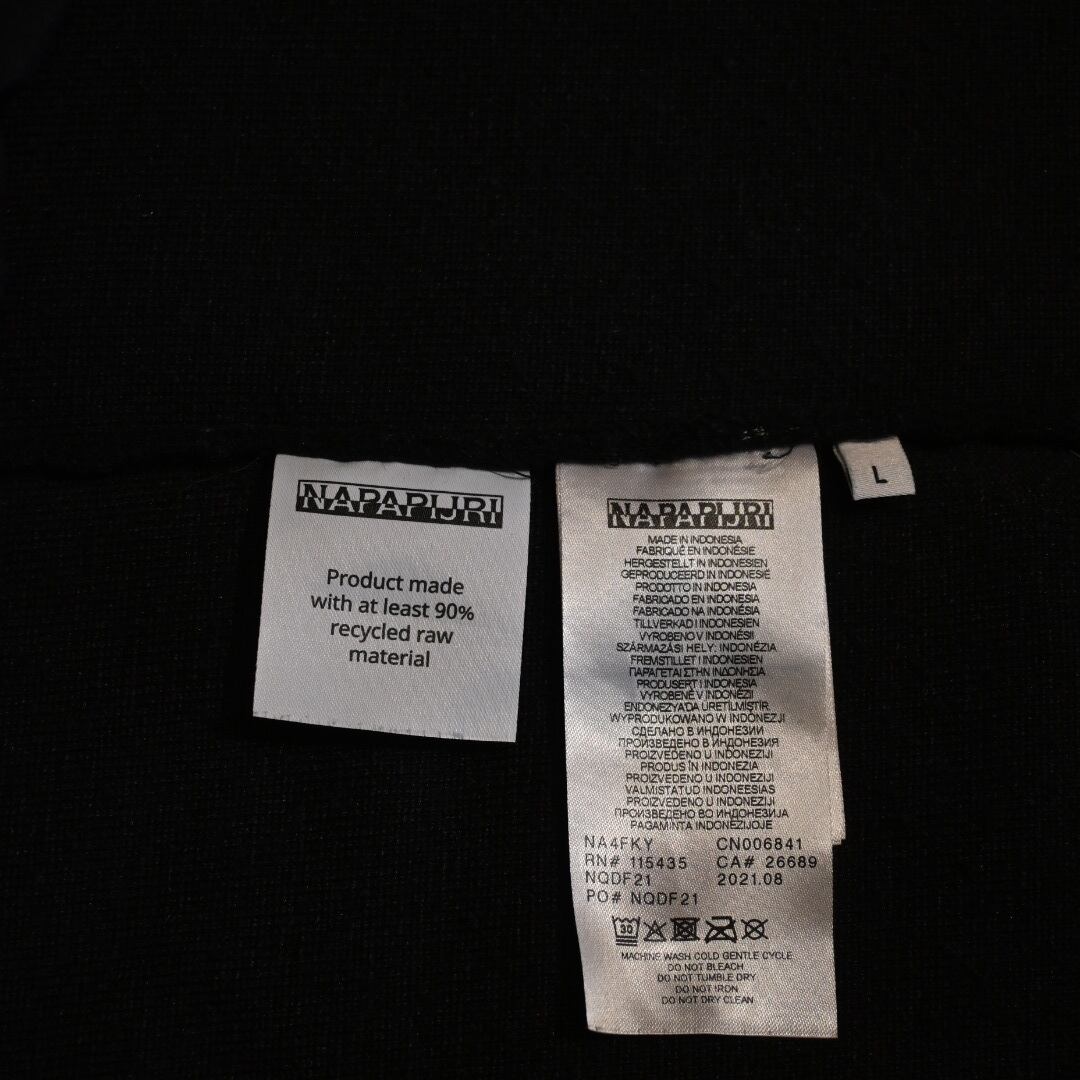 NAPAPIJRI
Product made
with at least 90%
recycled raw
material
NAPAPIJRI
MADE IN INDONESIA
FABRIQUÉ EN INDONÉSIE
HERGESTELLT IN INDONESIEN
GEPRODUCEERD IN INDONESIË
PRODOTTO IN INDONESIA
FABRICADO EN INDONESIA
FABRICADO NA INDONÉSIA
TILLVERKAD I INDONESIEN
VYROBENO V INDONÉSII
SZÁRMAZÁSI HELY: INDONÉZIA
FREMSTILLET I INDONESIEN
ΠΑΡΑΓΕΤΑΙ ΣΤΗΝ ΙΝΔΟΝΗΣΙΑ
PRODUSERT I INDONESIA
VYROBENÉ V INDONÉZII
ENDONEZYA'DA ÜRETİLMİŞTİR
WYPRODUKOWANO W INDONEZJI
СДЕЛАНО В ИНДОНЕЗИИ
ПРОИЗВЕДЕНО В ИНДОНЕЗИЯ
PROIZVEDENO V INDONEZIJI
PRODUS ÎN INDONEZIA
PROIZVEDENO U INDONEZIJI
VALMISTATUD INDONEESIAS
PROIZVEDENO U INDONEZIJI
ПРОИЗВЕДЕНО ВО ИНДОНЕЗИЈА
PAGAMINTA INDONEZIJOJE
NA4FKY CN006841
RN# 115435 CA# 26689
NQDF21 2021.08
PO# NQDF21
30
MACHINE WASH COLD GENTLE CYCLE
DO NOT BLEACH
DO NOT TUMBLE DRY
DO NOT IRON
DO NOT DRY CLEAN
L